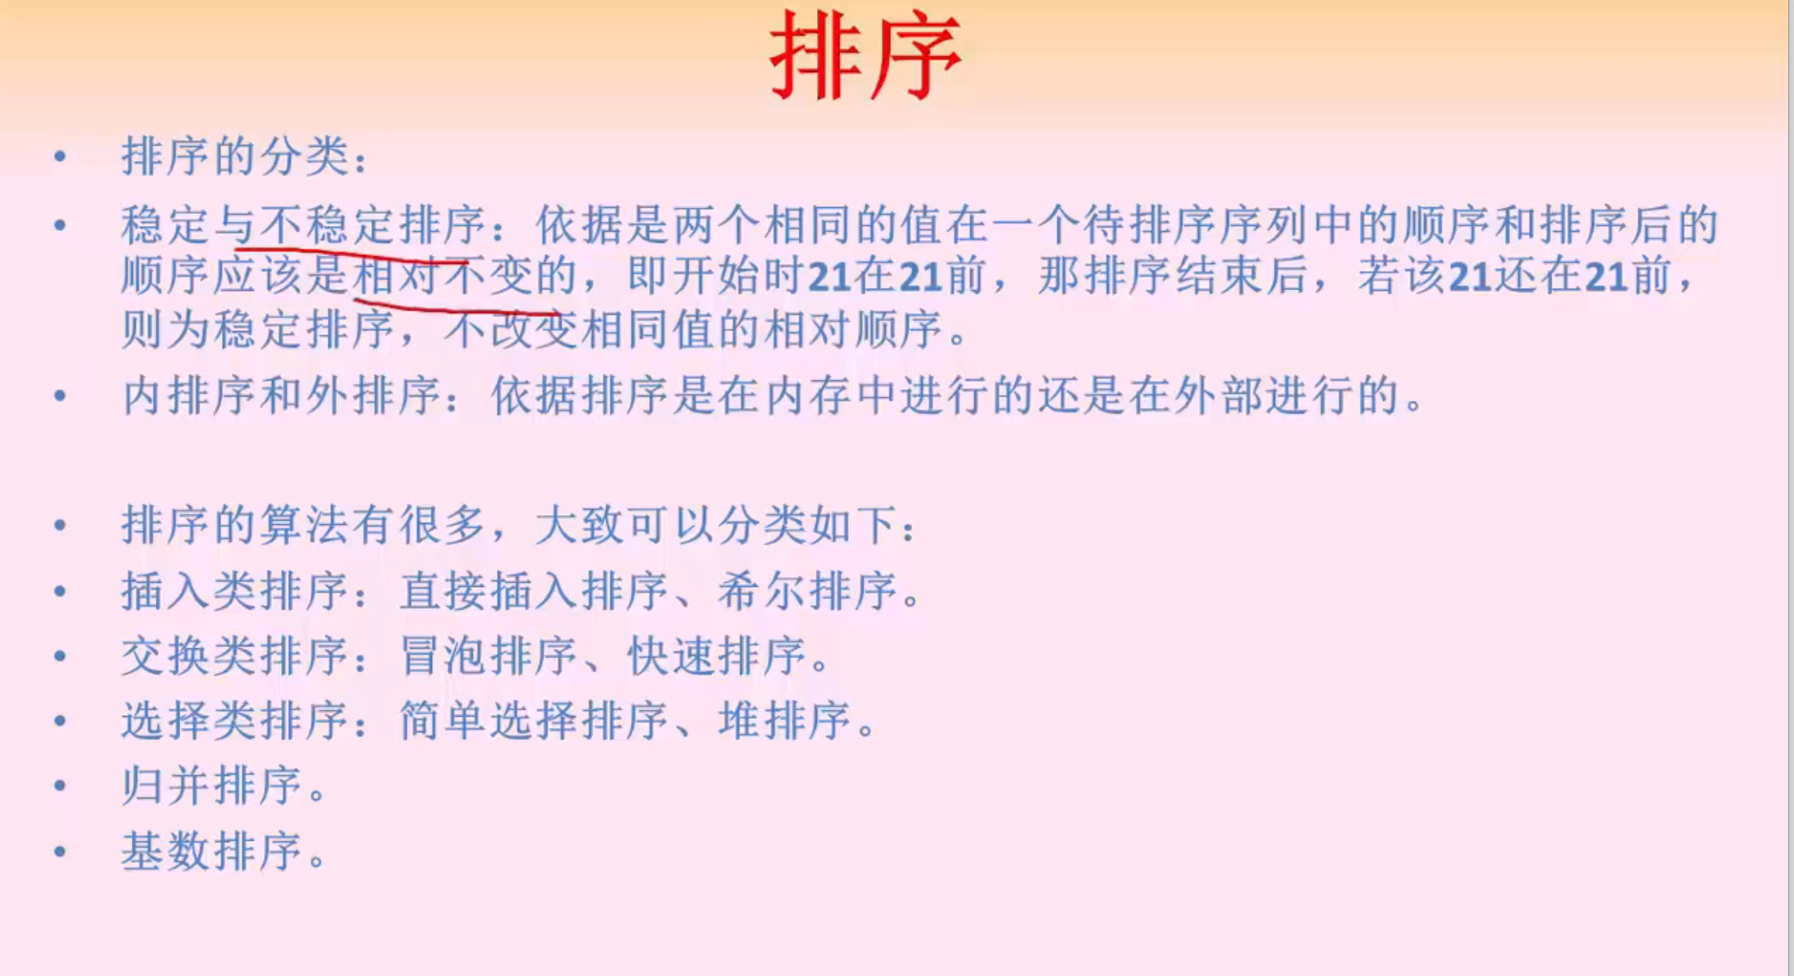 排序
• 排序的分类：
• 稳定与不稳定排序：依据是两个相同的值在一个待排序序列中的顺序和排序后的
顺序应该是相对不变的，即开始时21在21前，那排序结束后，若该21还在21前，
则为稳定排序，不改变相同值的相对顺序。
• 内排序和外排序：依据排序是在内存中进行的还是在外部进行的。
• 排序的算法有很多，大致可以分类如下：
• 插入类排序：直接插入排序、希尔排序。
• 交换类排序：冒泡排序、快速排序。
• 选择类排序：简单选择排序、堆排序。
• 归并排序。
• 基数排序。